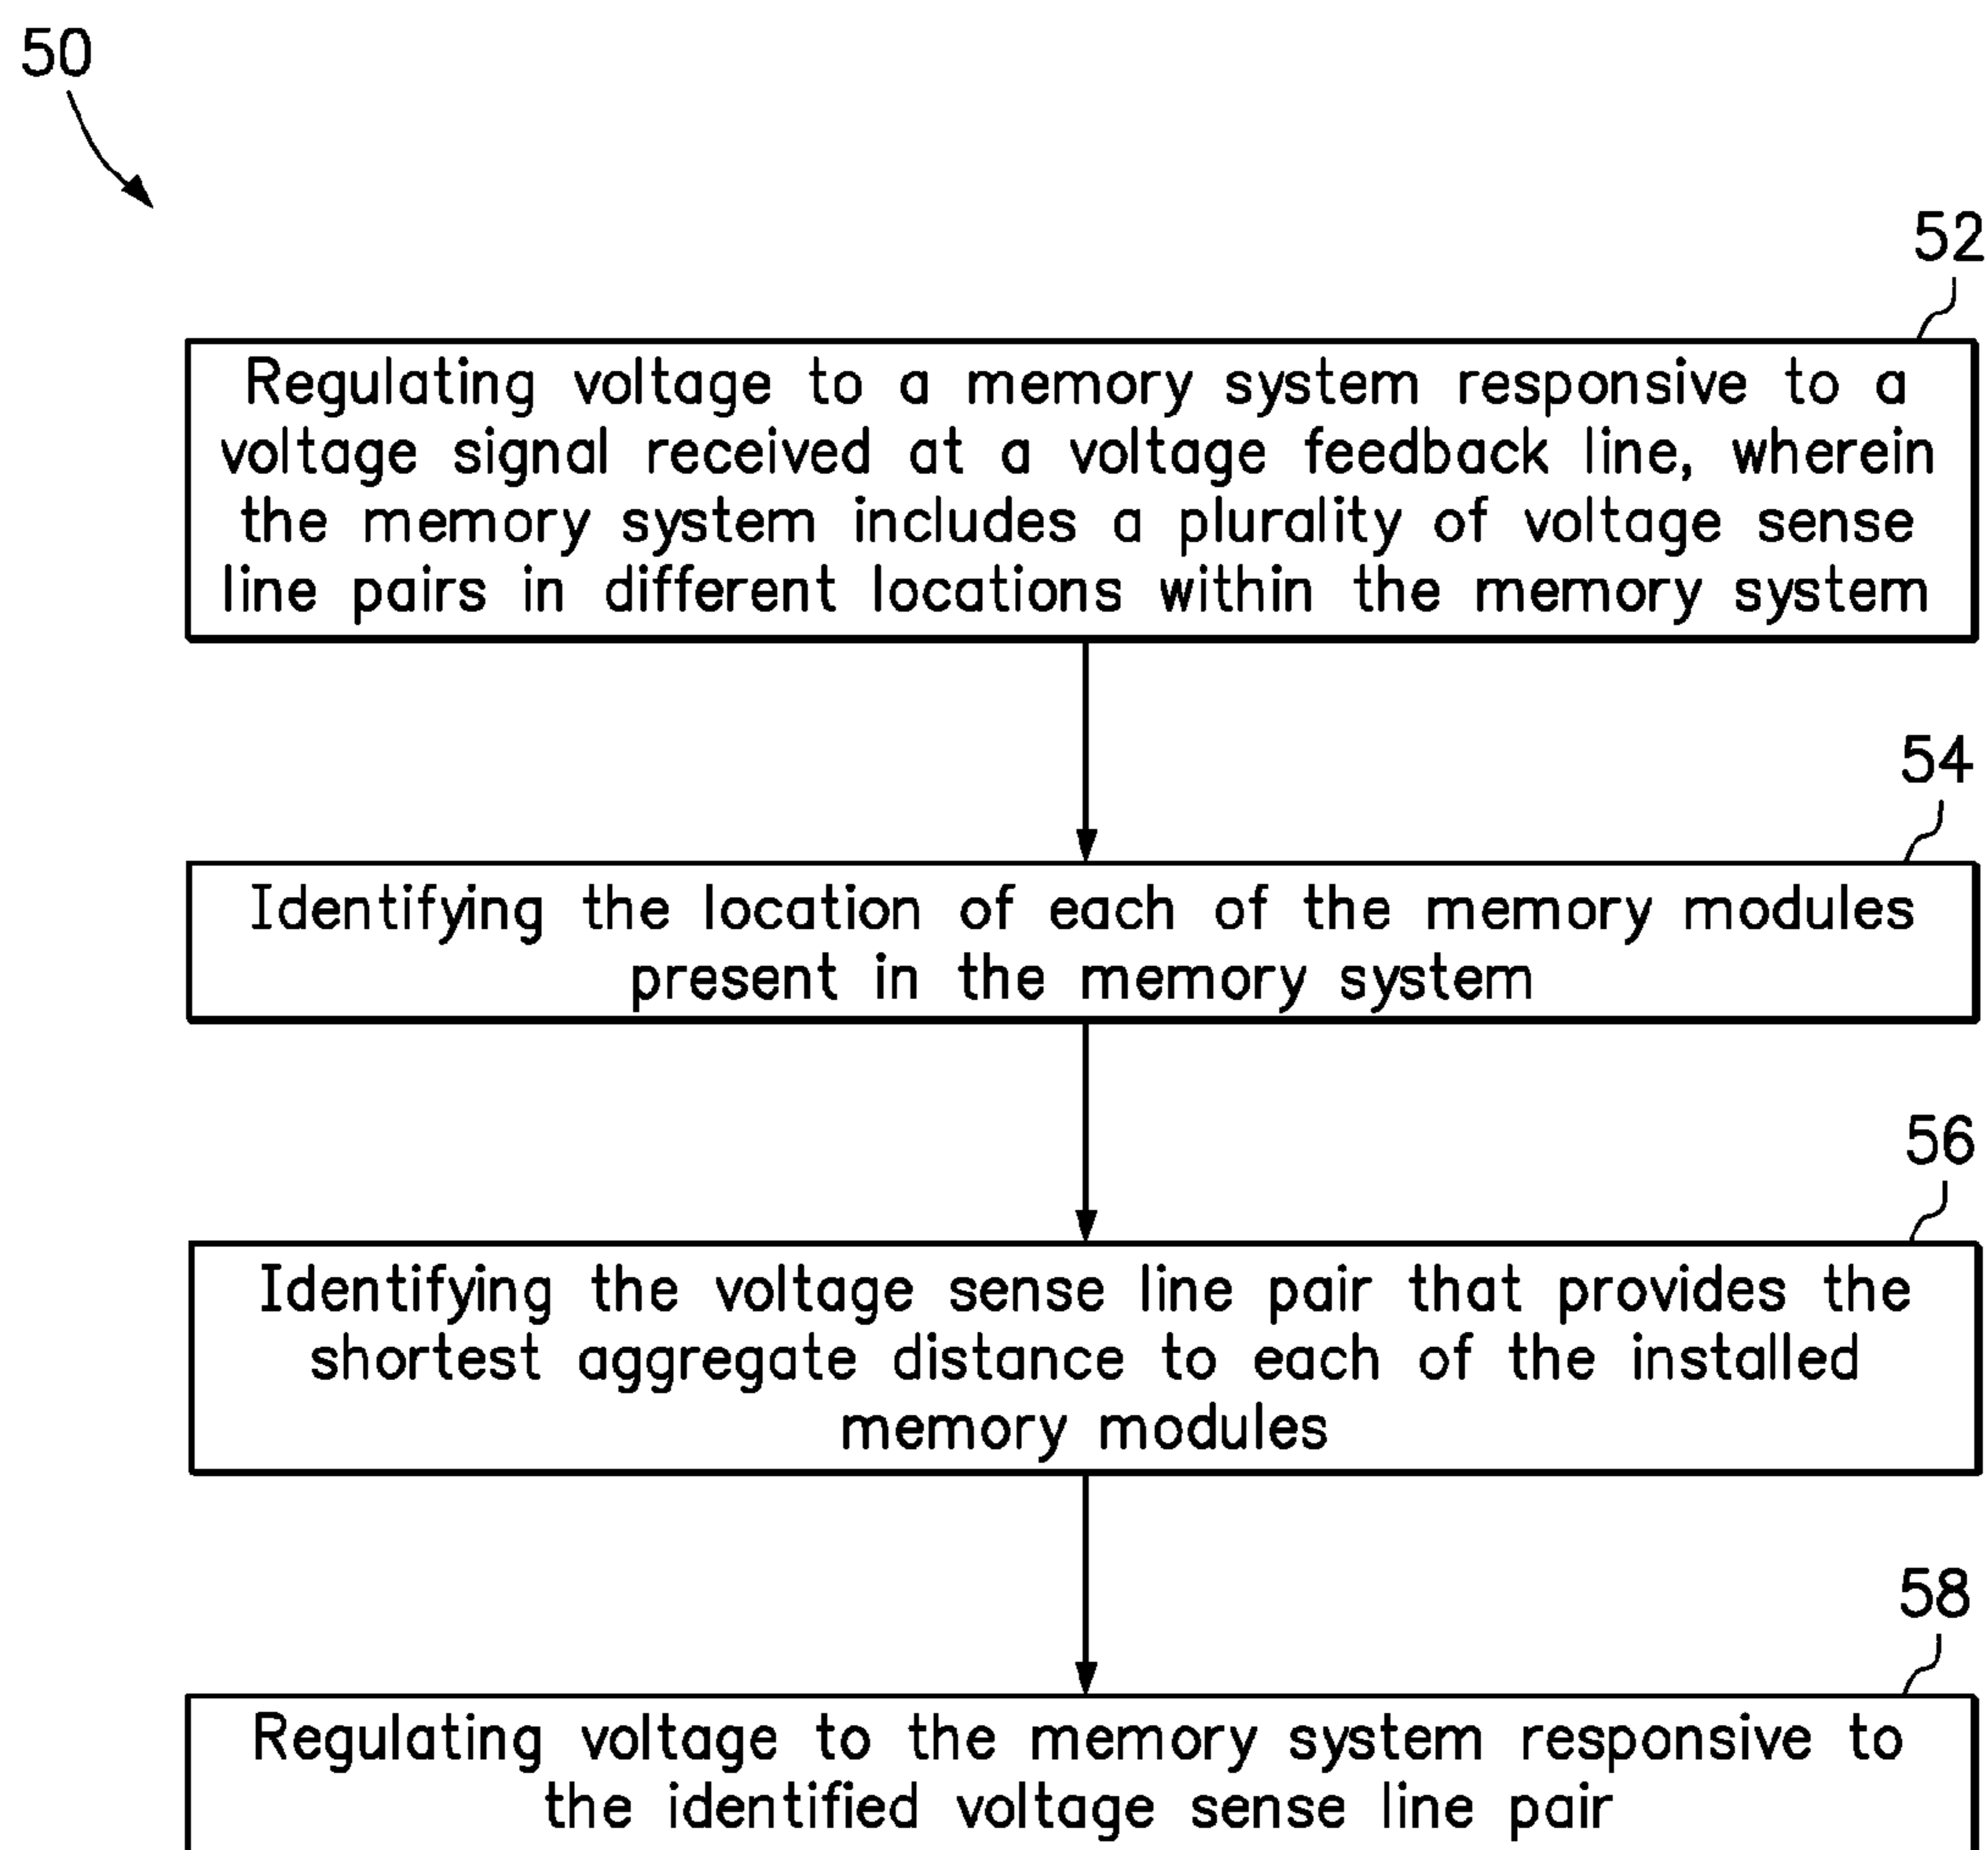 50
52
Regulating voltage to a memory system responsive to a
voltage signal received at a voltage feedback line, wherein
the memory system includes a plurality of voltage sense
line pairs in different locations within the memory system
54
Identifying the location of each of the memory modules
present in the memory system
56
Identifying the voltage sense line pair that provides the
shortest aggregate distance to each of the installed
memory modules
58
Regulating voltage to the memory system responsive to
the identified voltage sense line pair